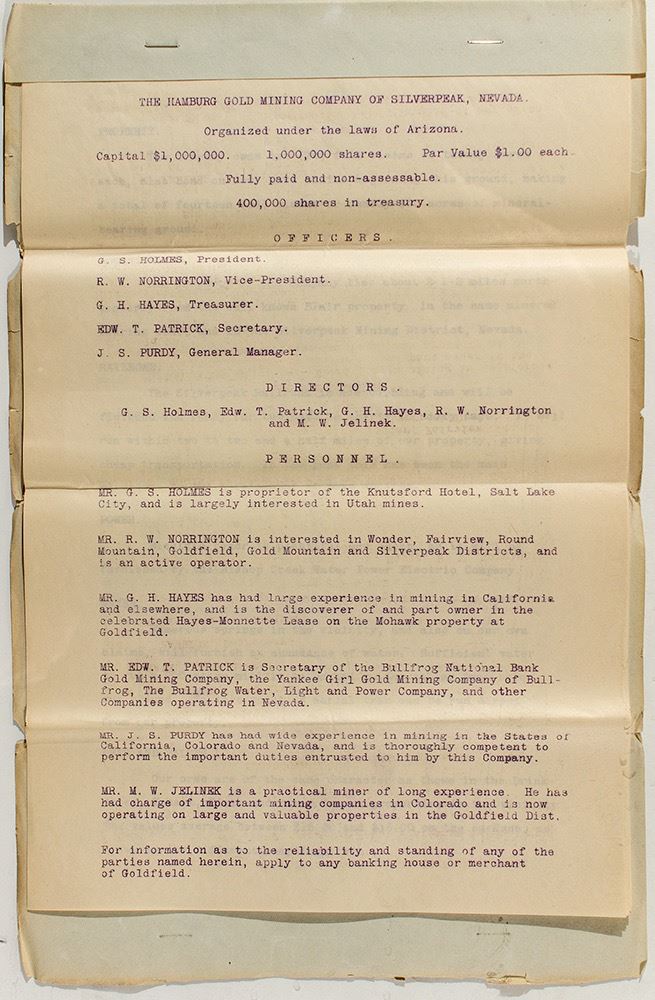 THE HAMBURG GOLD MINING COMPANY OF SILVERPEAK, NEVADA.
Organized under the laws of Arizona.
Capital $1,000,000. 1,000,000 shares. Par Value $1.00 each.
Fully paid and non-assessable.
400,000 shares in treasury.
OFFICERS.
G. S. HOLMES, President.
R. W. NORRINGTON, Vice-President.
G. H. HAYES, Treasurer.
EDW. T. PATRICK, Secretary.
J. S. PURDY, General Manager.
DIRECTORS.
G. S. Holmes, Edw. T. Patrick, G. H. Hayes, R. W. Norrington
and M. W. Jelinek.
PERSONNEL.
MR. G. S. HOLMES is proprietor of the Knutsford Hotel, Salt Lake
City, and is largely interested in Utah mines.
MR. R. W. NORRINGTON is interested in Wonder, Fairview, Round
Mountain, Goldfield, Gold Mountain and Silverpeak Districts, and
is an active operator.
MR. G. H. HAYES has had large experience in mining in California
and elsewhere, and is the discoverer of and part owner in the
celebrated Hayes-Monnette Lease on the Mohawk property at
Goldfield.
MR. EDW. T. PATRICK is Secretary of the Bullfrog National Bank
Gold Mining Company, the Yankee Girl Gold Mining Company of Bull-
frog, The Bullfrog Water, Light and Power Company, and other
Companies operating in Nevada.
MR. J. S. PURDY has had wide experience in mining in the States of
California, Colorado and Nevada, and is thoroughly competent to
perform the important duties entrusted to him by this Company.
MR. M. W. JELINEK is a practical miner of long experience. He has
had charge of important mining companies in Colorado and is now
operating on large and valuable properties in the Goldfield Dist.
For information as to the reliability and standing of any of the
parties named herein, apply to any banking house or merchant
of Goldfield.